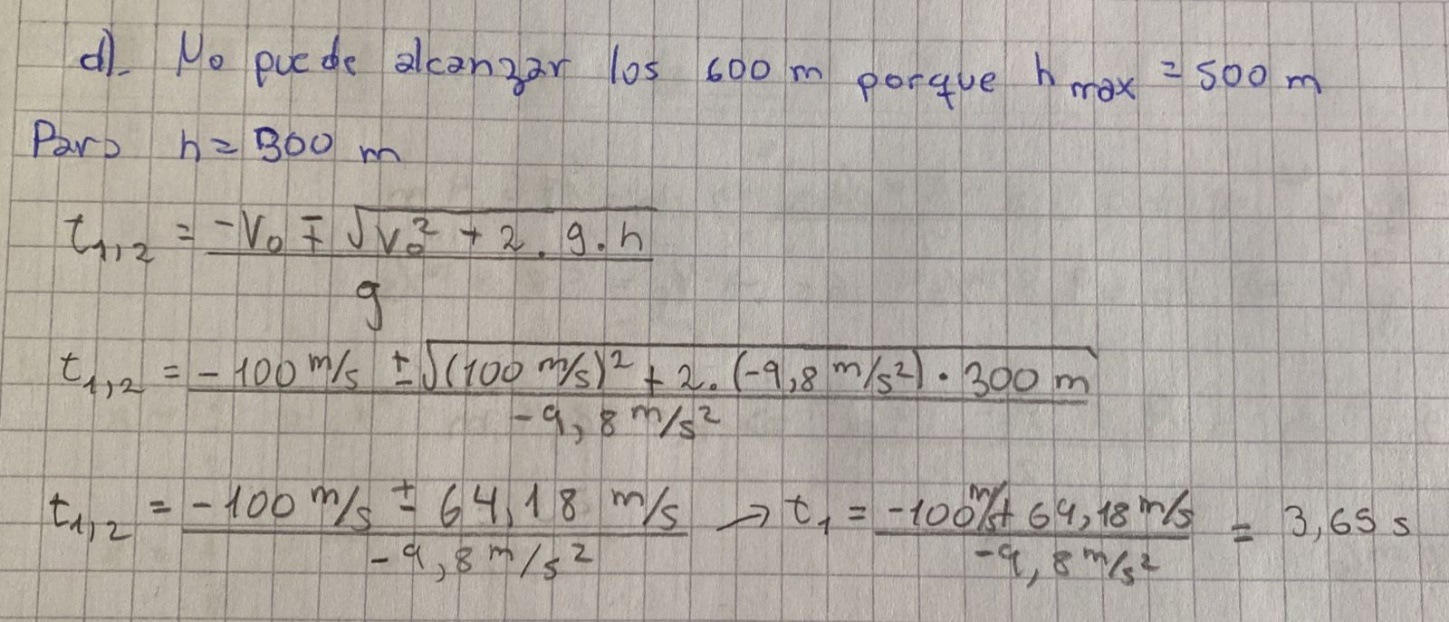 d). No puede alcanzar los 600 m porque h max = 500 m
Para h = 300 m
t₁,₂ = (-V₀ ∓ √(V₀² + 2 . g . h)) / g
t₁,₂ = (-100 m/s ± √((100 m/s)² + 2 . (-9,8 m/s²) . 300 m)) / (-9,8 m/s²)
t₁,₂ = (-100 m/s ± 64,18 m/s) / (-9,8 m/s²) → t₁ = (-100 m/s + 64,18 m/s) / (-9,8 m/s²) = 3,65 s